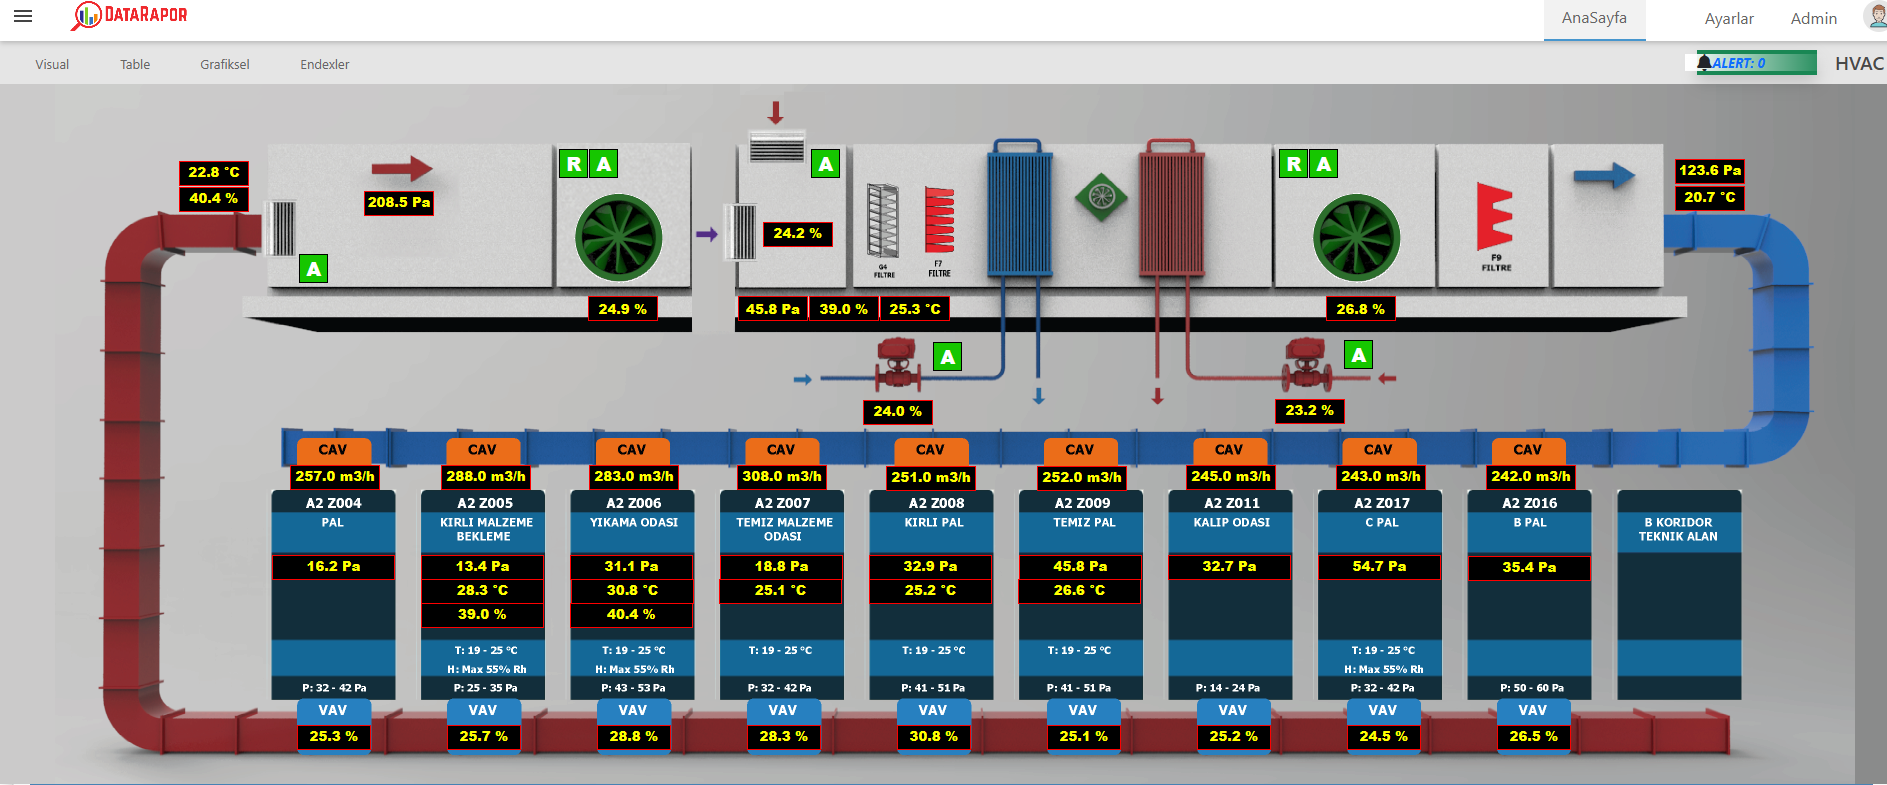 DATARAPOR
AnaSayfa
Ayarlar
Admin
Visual
Table
Grafiksel
Endexler
ALERT: 0
HVAC
22.8 °C
40.4 %
208.5 Pa
A
R A
24.9 %
A
24.2 %
45.8 Pa
39.0 %
25.3 °C
G4
FILTRE
F7
FILTRE
R A
26.8 %
F9
FILTRE
123.6 Pa
20.7 °C
A
24.0 %
A
23.2 %
CAV
257.0 m3/h
A2 Z004
PAL
16.2 Pa
P: 32 - 42 Pa
VAV
25.3 %
CAV
288.0 m3/h
A2 Z005
KIRLI MALZEME
BEKLEME
13.4 Pa
28.3 °C
39.0 %
T: 19 - 25 °C
H: Max 55% Rh
P: 25 - 35 Pa
VAV
25.7 %
CAV
283.0 m3/h
A2 Z006
YIKAMA ODASI
31.1 Pa
30.8 °C
40.4 %
T: 19 - 25 °C
H: Max 55% Rh
P: 43 - 53 Pa
VAV
28.8 %
CAV
308.0 m3/h
A2 Z007
TEMIZ MALZEME
ODASI
18.8 Pa
25.1 °C
T: 19 - 25 °C
P: 32 - 42 Pa
VAV
28.3 %
CAV
251.0 m3/h
A2 Z008
KIRLI PAL
32.9 Pa
25.2 °C
T: 19 - 25 °C
P: 41 - 51 Pa
VAV
30.8 %
CAV
252.0 m3/h
A2 Z009
TEMIZ PAL
45.8 Pa
26.6 °C
T: 19 - 25 °C
P: 41 - 51 Pa
VAV
25.1 %
CAV
245.0 m3/h
A2 Z011
KALIP ODASI
32.7 Pa
P: 14 - 24 Pa
VAV
25.2 %
CAV
243.0 m3/h
A2 Z017
C PAL
54.7 Pa
T: 19 - 25 °C
H: Max 55% Rh
P: 32 - 42 Pa
VAV
24.5 %
CAV
242.0 m3/h
A2 Z016
B PAL
35.4 Pa
P: 50 - 60 Pa
VAV
26.5 %
B KORIDOR
TEKNIK ALAN